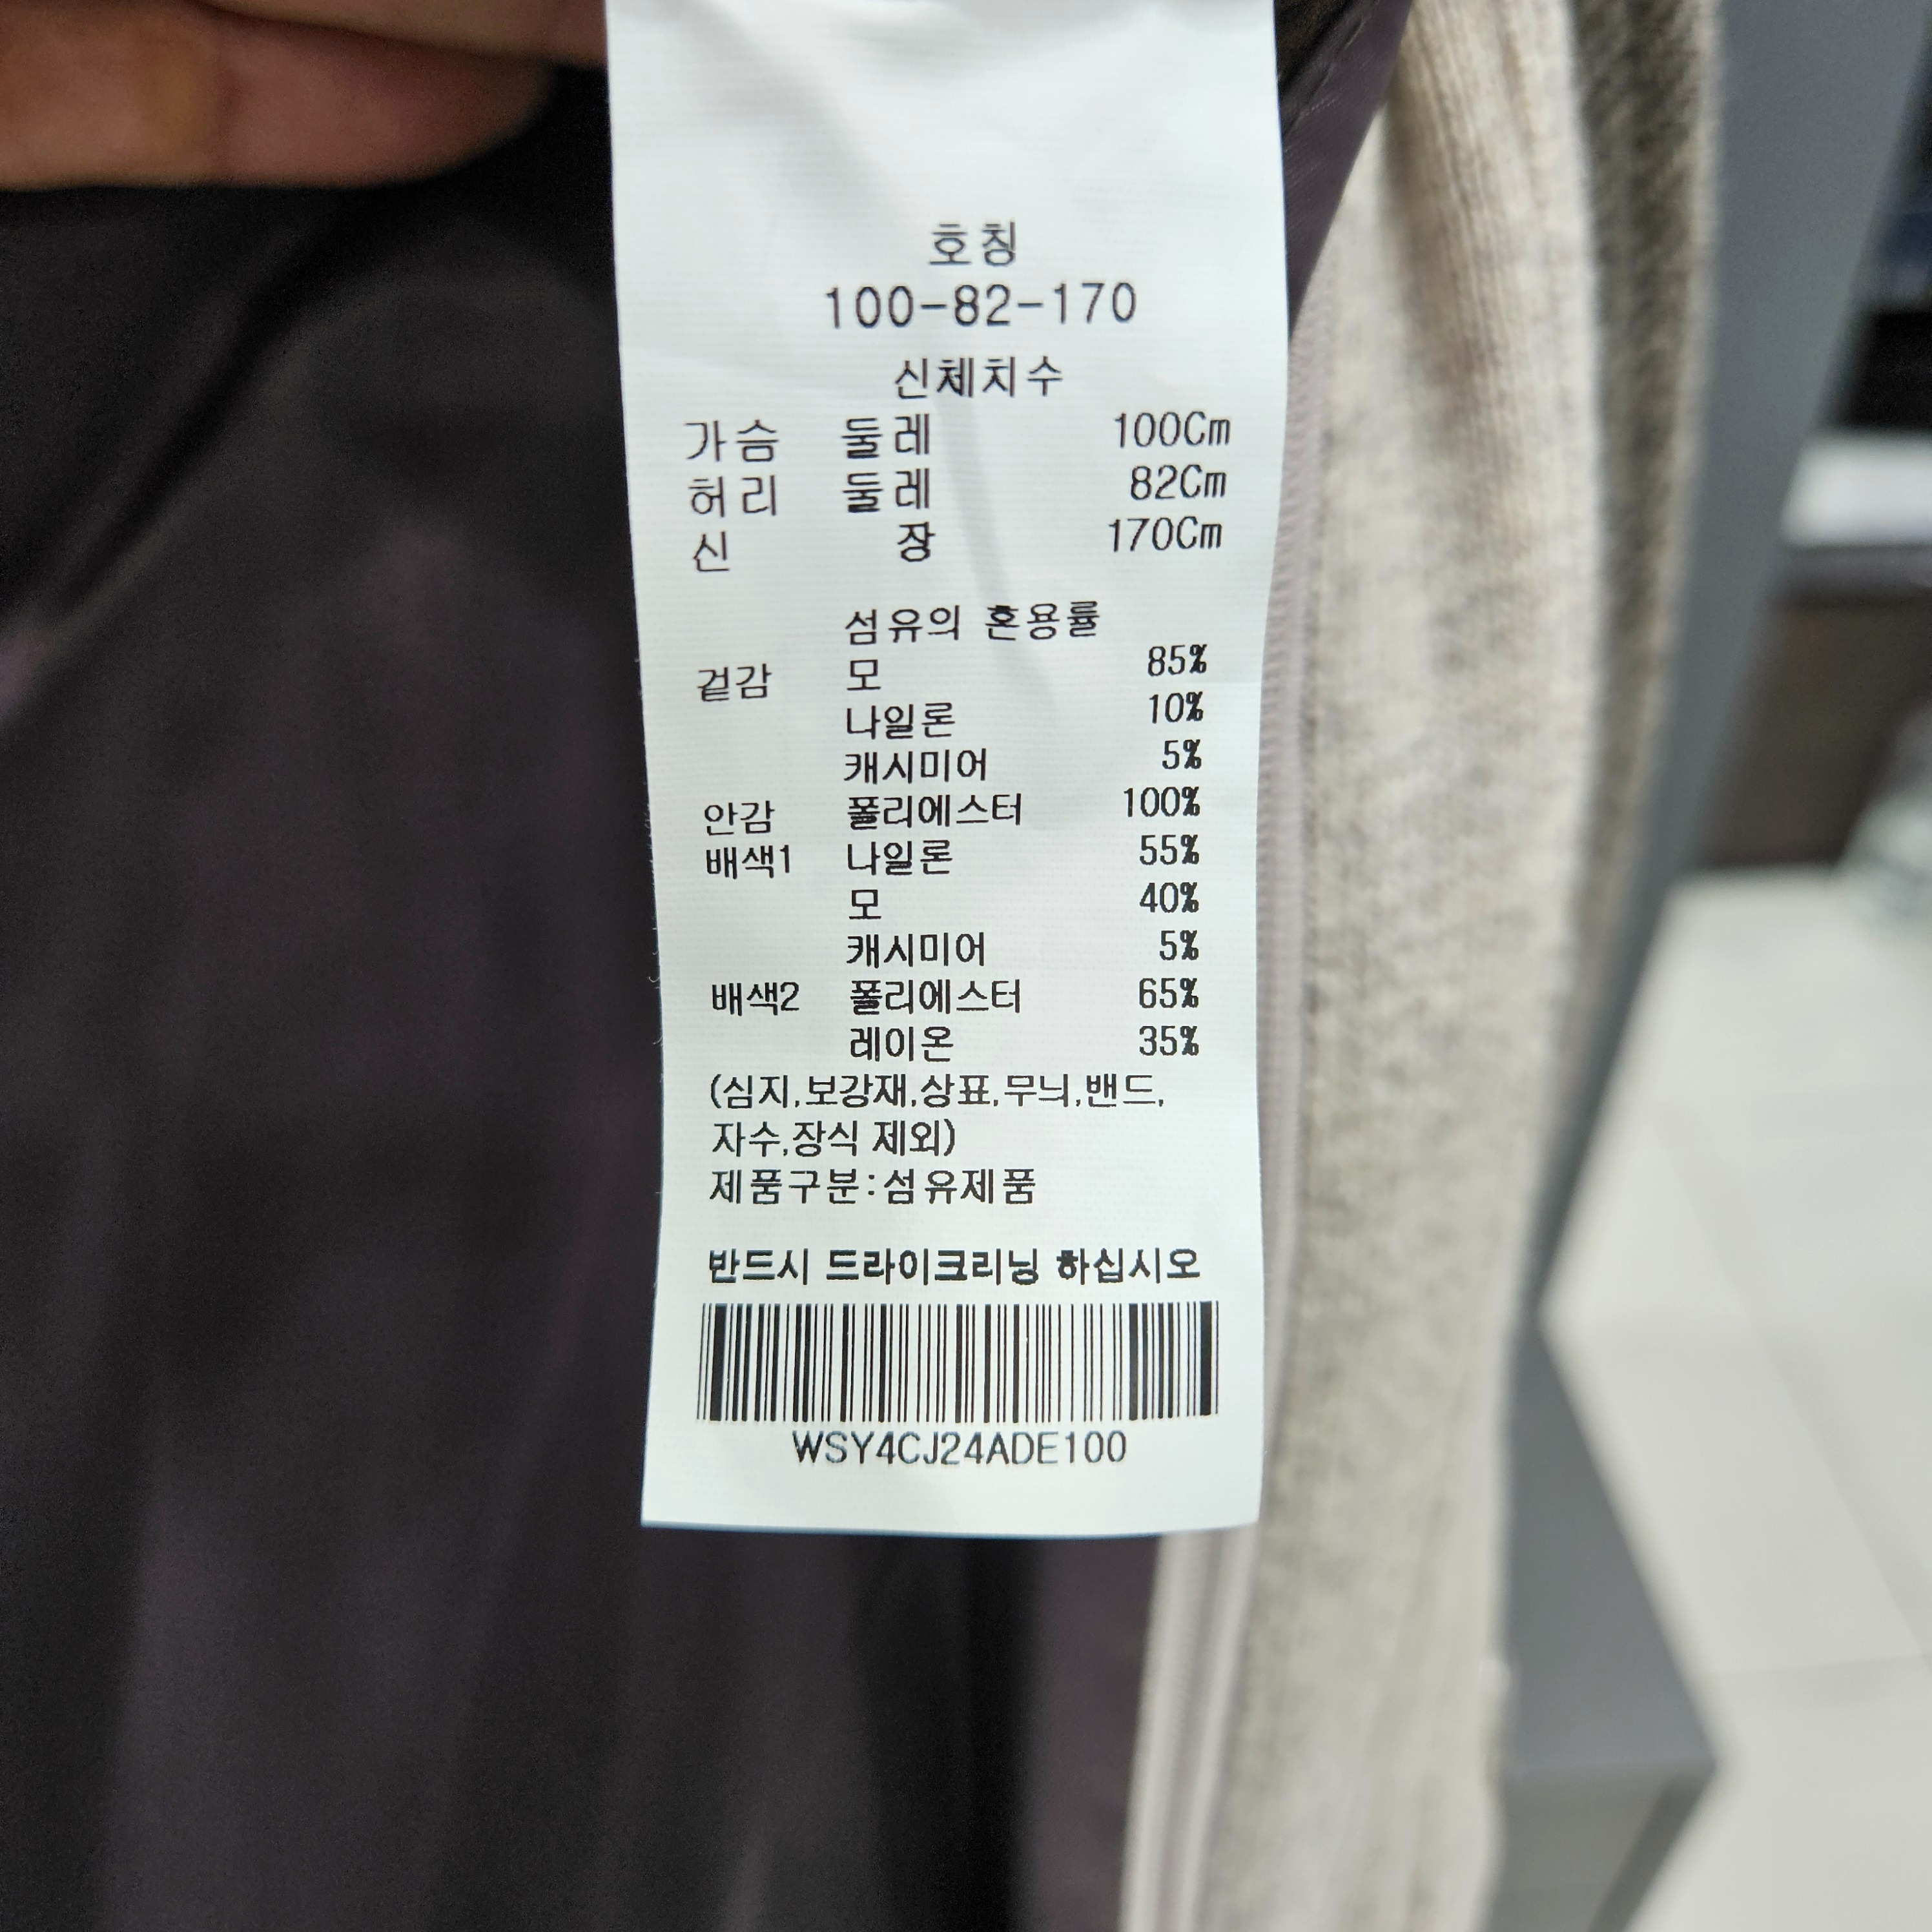 호칭
100-82-170
신체치수
가슴 둘레 100Cm
허리 둘레 82Cm
신 장 170Cm
섬유의 혼용률
겉감 모 85%
나일론 10%
캐시미어 5%
안감 폴리에스터 100%
배색1 나일론 55%
모 40%
캐시미어 5%
배색2 폴리에스터 65%
레이온 35%
(심지,보강재,상표,무늬,밴드,
자수,장식 제외)
제품구분:섬유제품
반드시 드라이크리닝 하십시오
WSY4CJ24ADE100